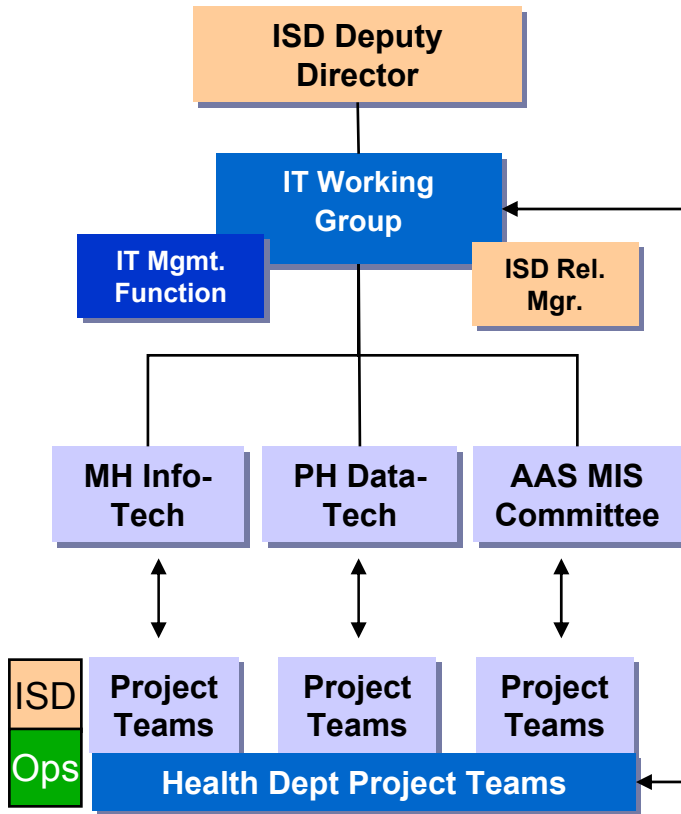 ISD Deputy
Director
IT Working
Group
IT Mgmt.
Function
ISD Rel.
Mgr.
MH Info-
Tech
PH Data-
Tech
AAS MIS
Committee
ISD
Ops
Project
Teams
Project
Teams
Project
Teams
Health Dept Project Teams